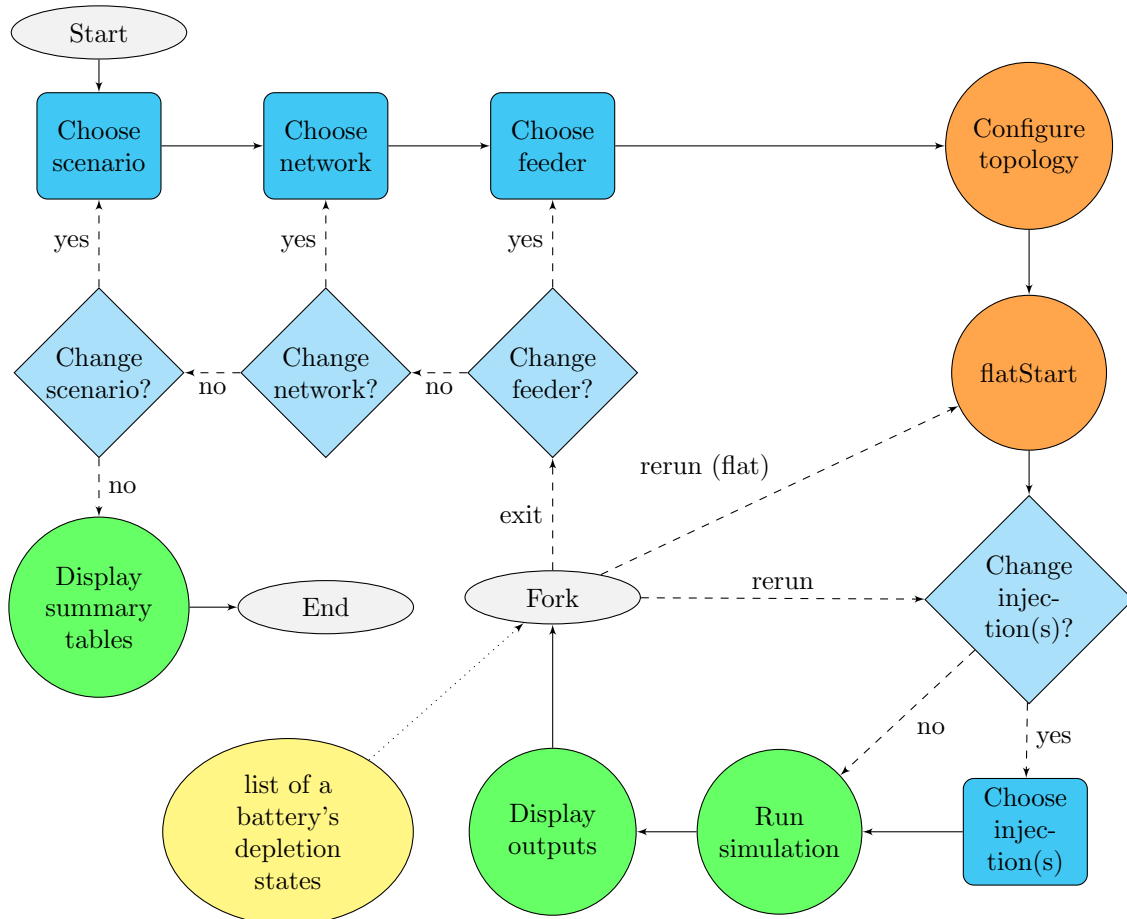 Start
Choose
scenario
Choose
network
Choose
feeder
Configure
topology
yes
yes
yes
Change
scenario?
no
Change
network?
no
Change
feeder?
flatStart
no
rerun (flat)
exit
Display
summary
tables
End
Fork
rerun
Change
injec-
tion(s)?
no
yes
list of a
battery's
depletion
states
Display
outputs
Run
simulation
Choose
injec-
tion(s)